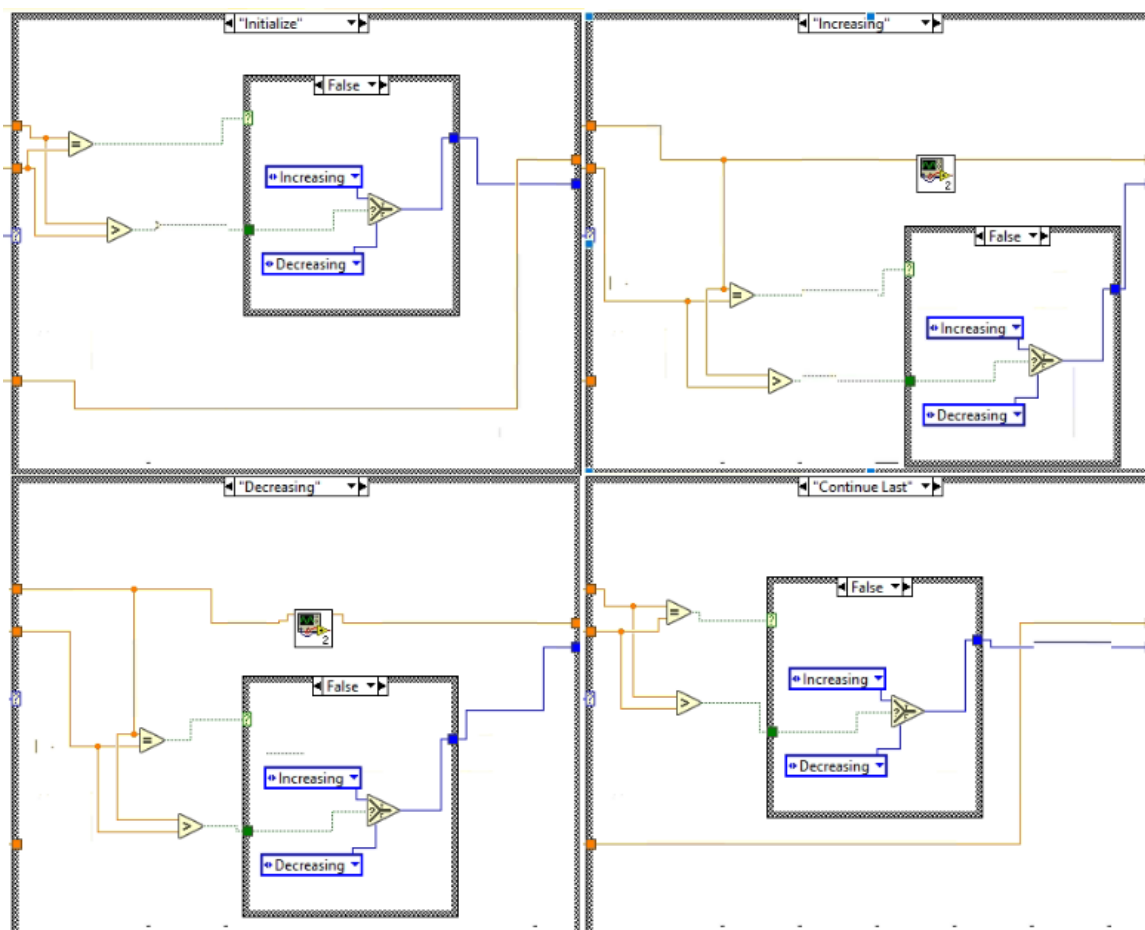 "Initialize"
False
=
Increasing
>
?
Decreasing
"Increasing"
2
False
=
Increasing
>
?
Decreasing
"Decreasing"
2
False
=
Increasing
>
?
Decreasing
"Continue Last"
False
=
Increasing
>
?
Decreasing